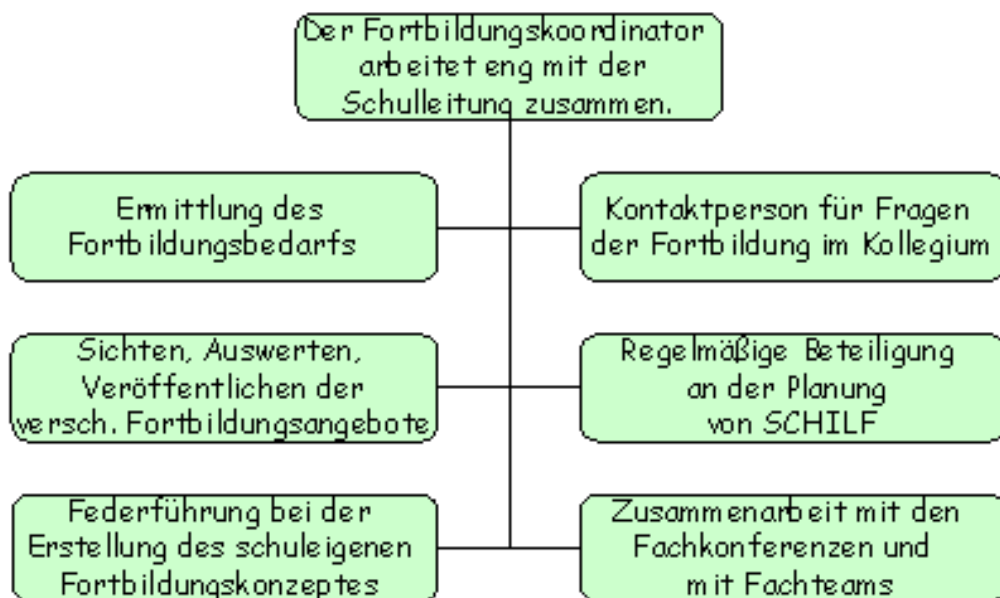 Der Fortbildungskoordinator
arbeitet eng mit der
Schulleitung zusammen.
Ermittlung des
Fortbildungsbedarfs
Kontaktperson für Fragen
der Fortbildung im Kollegium
Sichten, Auswerten,
Veröffentlichen der
versch. Fortbildungsangebote
Regelmäßige Beteiligung
an der Planung
von SCHILF
Federführung bei der
Erstellung des schuleigenen
Fortbildungskonzeptes
Zusammenarbeit mit den
Fachkonferenzen und
mit Fachteams